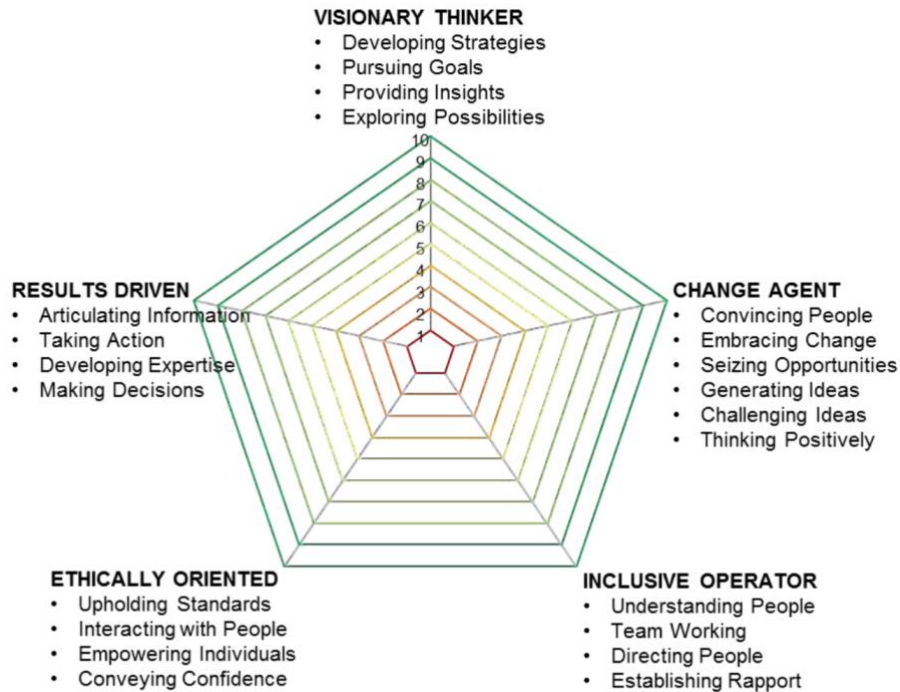 VISIONARY THINKER
• Developing Strategies
• Pursuing Goals
• Providing Insights
• Exploring Possibilities
10
9
8
7
6
5
4
3
2
1
RESULTS DRIVEN
• Articulating Information
• Taking Action
• Developing Expertise
• Making Decisions
CHANGE AGENT
• Convincing People
• Embracing Change
• Seizing Opportunities
• Generating Ideas
• Challenging Ideas
• Thinking Positively
ETHICALLY ORIENTED
• Upholding Standards
• Interacting with People
• Empowering Individuals
• Conveying Confidence
INCLUSIVE OPERATOR
• Understanding People
• Team Working
• Directing People
• Establishing Rapport